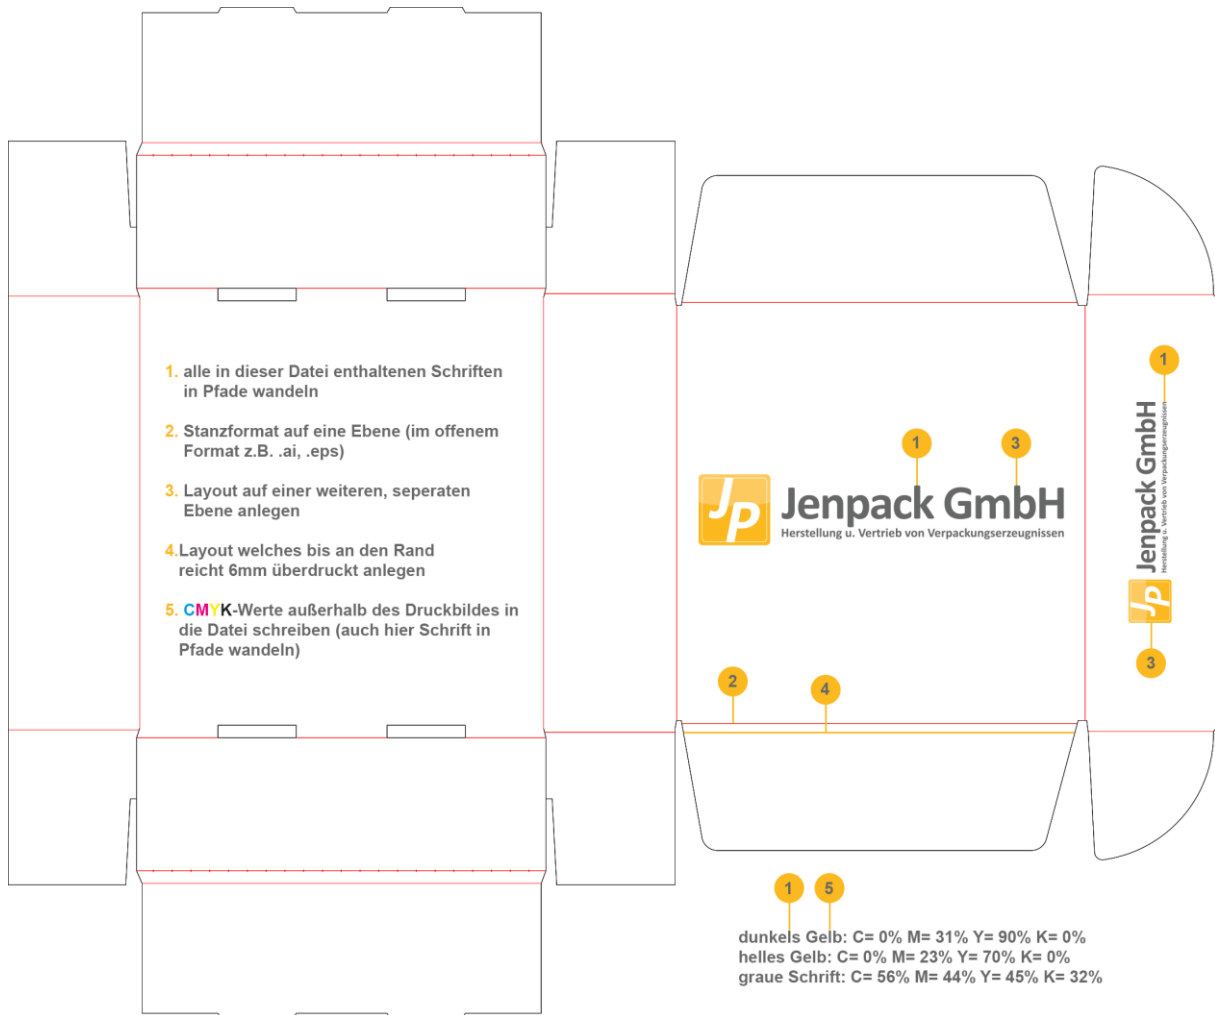 1. alle in dieser Datei enthaltenen Schriften
in Pfade wandeln
2. Stanzformat auf eine Ebene (im offenem
Format z.B. .ai, .eps)
3. Layout auf einer weiteren, seperaten
Ebene anlegen
4.Layout welches bis an den Rand
reicht 6mm überdruckt anlegen
5. CMYK-Werte außerhalb des Druckbildes in
die Datei schreiben (auch hier Schrift in
Pfade wandeln)
1
3
JP
Jenpack GmbH
Herstellung u. Vertrieb von Verpackungserzeugnissen
2
4
1
Jenpack GmbH
Herstellung u. Vertrieb von Verpackungserzeugnissen
JP
3
1
5
dunkels Gelb: C= 0% M= 31% Y= 90% K= 0%
helles Gelb: C= 0% M= 23% Y= 70% K= 0%
graue Schrift: C= 56% M= 44% Y= 45% K= 32%